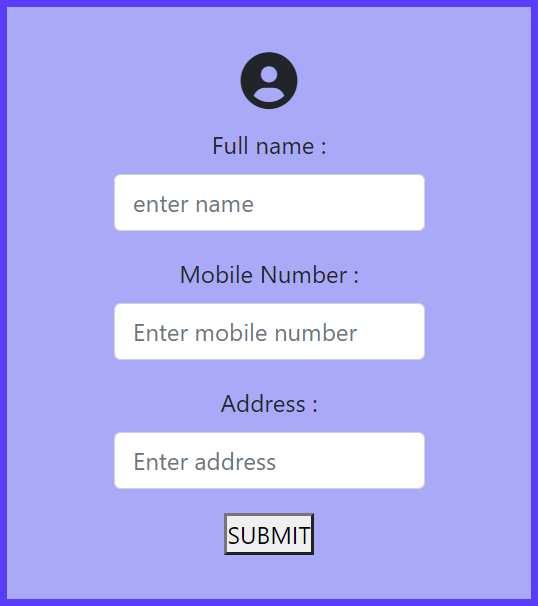 Full name :
enter name
Mobile Number :
Enter mobile number
Address :
Enter address
SUBMIT